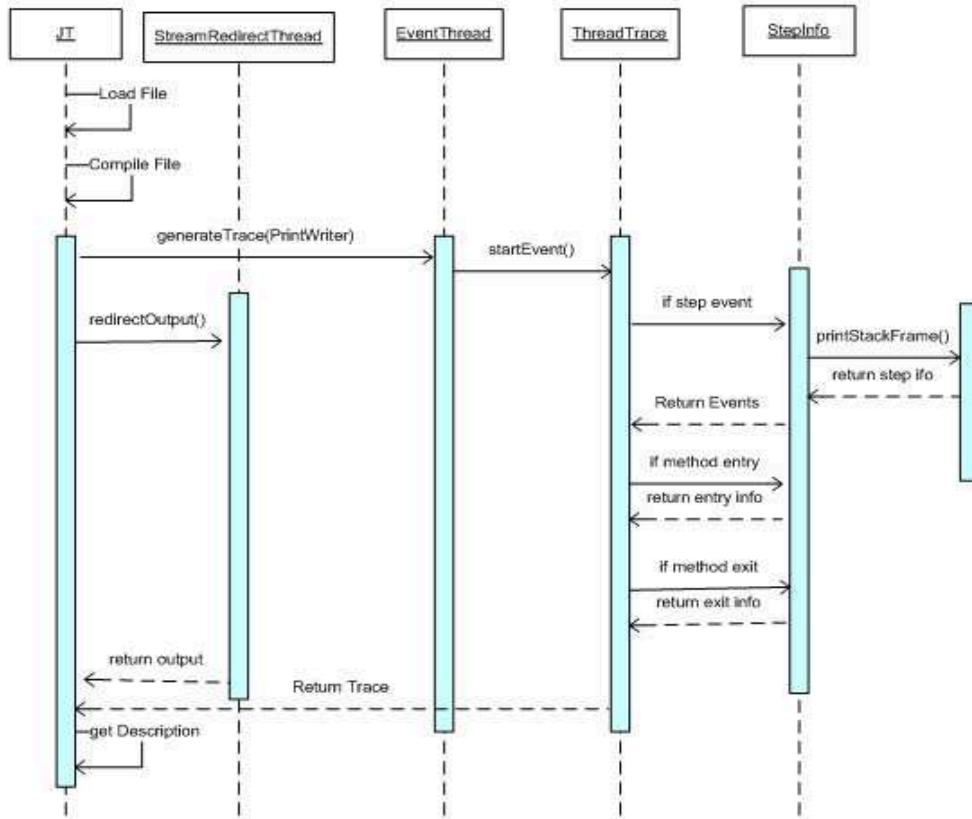 JT
StreamRedirectThread
EventThread
ThreadTrace
StepInfo
Load File
Compile File
generateTrace(PrintWriter)
startEvent()
redirectOutput()
if step event
printStackFrame()
return step ifo
Return Events
if method entry
return entry info
if method exit
return exit info
return output
Return Trace
get Description